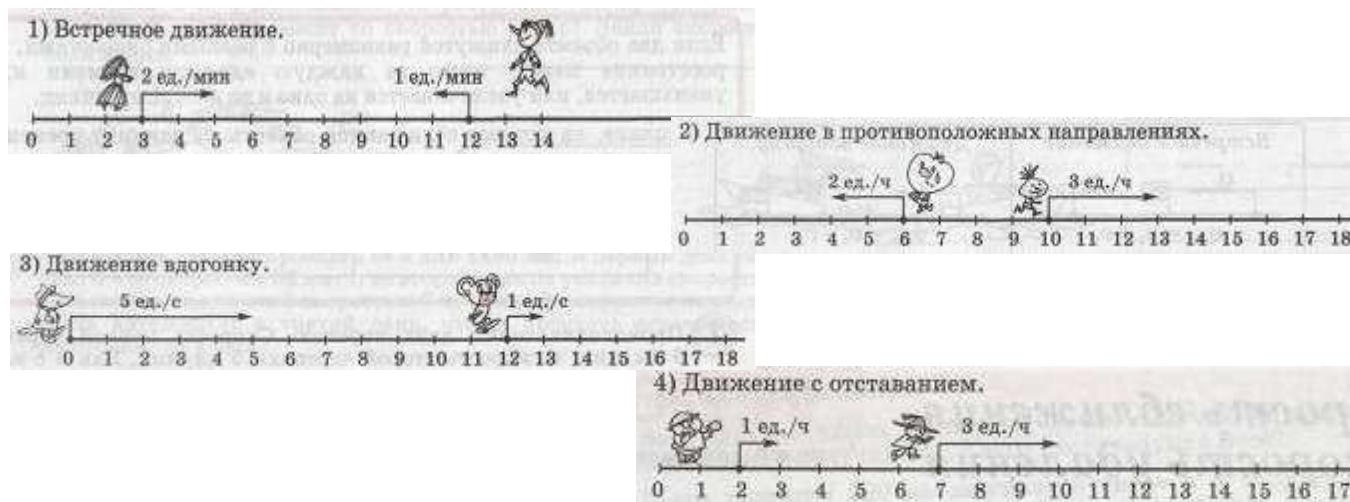 1) Встречное движение.
2 ед./мин 1 ед./мин
0 1 2 3 4 5 6 7 8 9 10 11 12 13 14
2) Движение в противоположных направлениях.
2 ед./ч 3 ед./ч
0 1 2 3 4 5 6 7 8 9 10 11 12 13 14 15 16 17 18
3) Движение вдогонку.
5 ед./с 1 ед./с
0 1 2 3 4 5 6 7 8 9 10 11 12 13 14 15 16 17 18
4) Движение с отставанием.
1 ед./ч 3 ед./ч
0 1 2 3 4 5 6 7 8 9 10 11 12 13 14 15 16 17